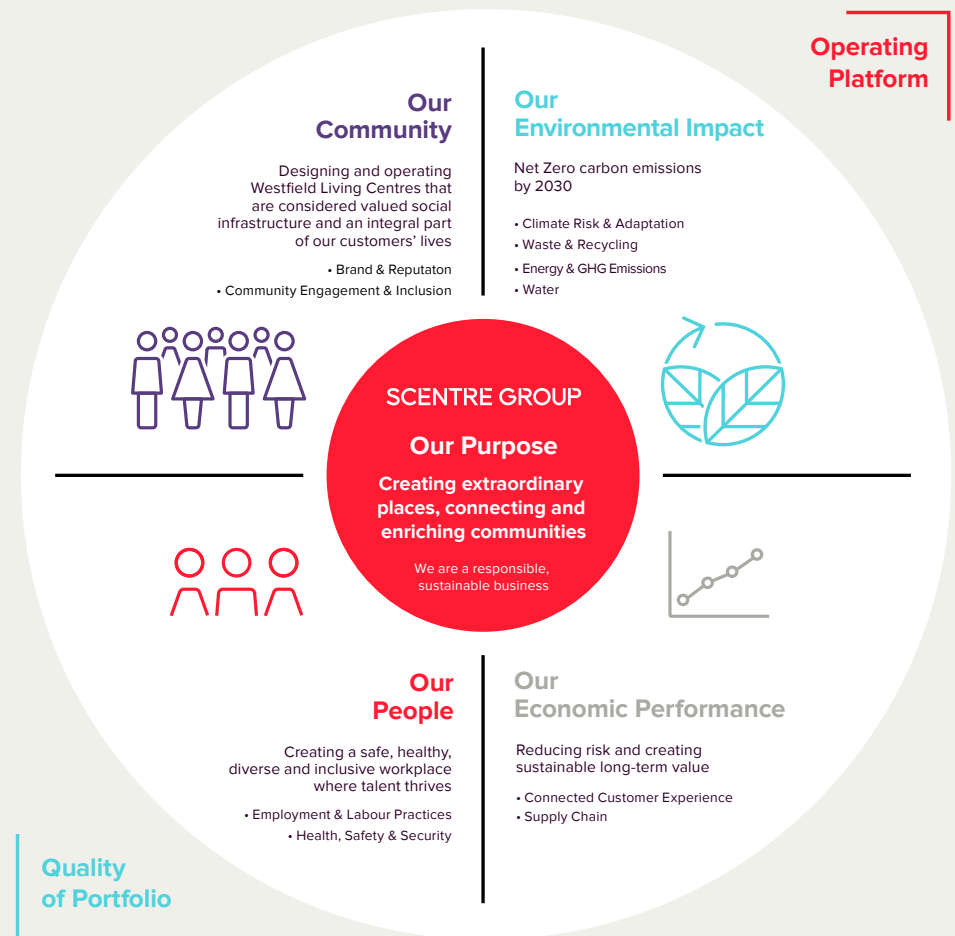 Operating
Platform
Our
Community
Designing and operating
Westfield Living Centres that
are considered valued social
infrastructure and an integral part
of our customers' lives
• Brand & Reputaton
• Community Engagement & Inclusion
Our
Environmental Impact
Net Zero carbon emissions
by 2030
• Climate Risk & Adaptation
• Waste & Recycling
• Energy & GHG Emissions
• Water
SCENTRE GROUP
Our Purpose
Creating extraordinary
places, connecting and
enriching communities
We are a responsible,
sustainable business
Our
People
Creating a safe, healthy,
diverse and inclusive workplace
where talent thrives
• Employment & Labour Practices
• Health, Safety & Security
Our
Economic Performance
Reducing risk and creating
sustainable long-term value
• Connected Customer Experience
• Supply Chain
Quality
of Portfolio